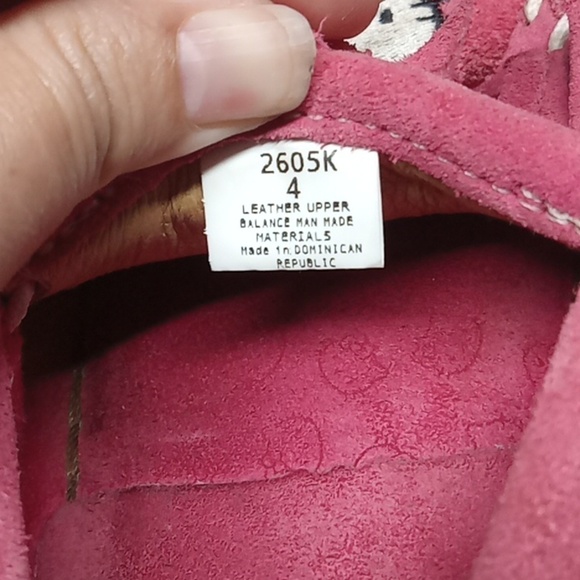 2605K
4
LEATHER UPPER
BALANCE MAN MADE
MATERIALS
Made in DOMINICAN
REPUBLIC